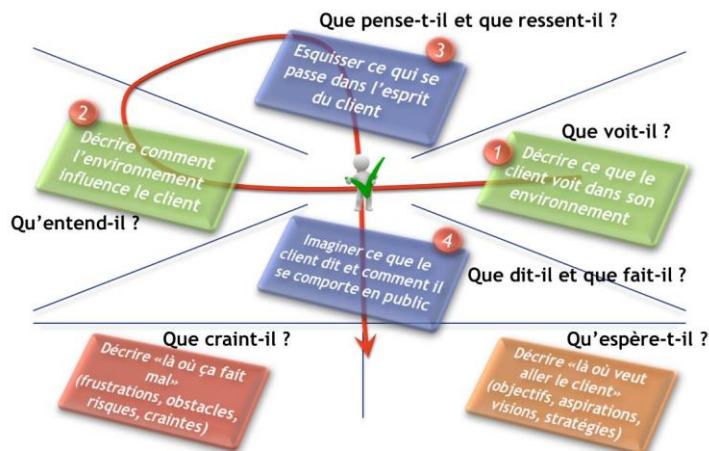 Que pense-t-il et que ressent-il ?
3
Esquisser ce qui se
passe dans l'esprit
du client
2
Décrire comment
l'environnement
influence le client
Qu'entend-il ?
Que voit-il ?
1
Décrire ce que le
client voit dans son
environnement
4
Imaginer ce que le
client dit et comment il
se comporte en public
Que dit-il et que fait-il ?
Que craint-il ?
Décrire «là où ça fait
mal»
(frustrations, obstacles,
risques, craintes)
Qu'espère-t-il ?
Décrire «là où veut
aller le client»
(objectifs, aspirations,
visions, stratégies)